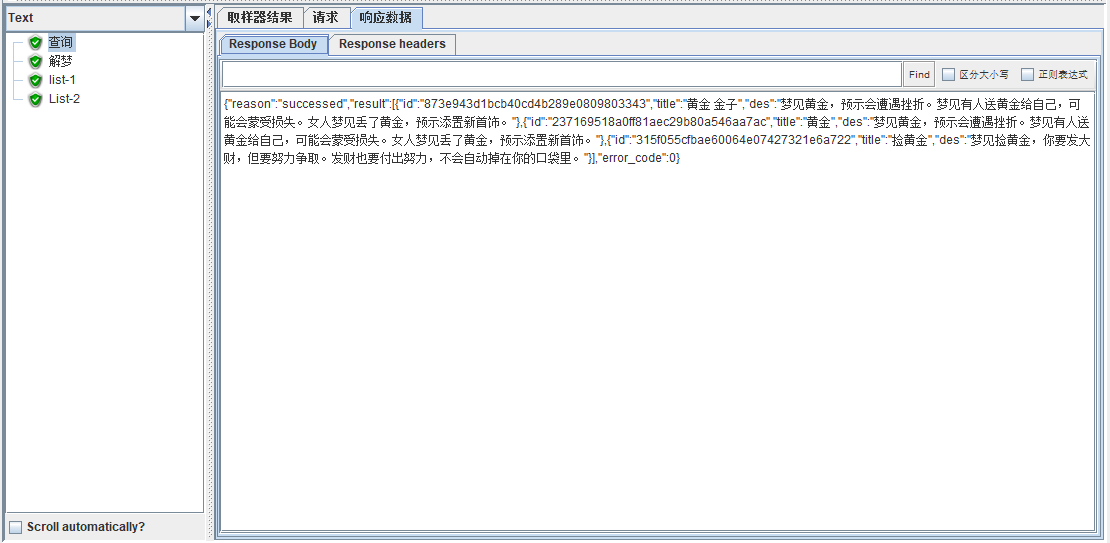 Text
查询
解梦
list-1
List-2
Scroll automatically?
取样器结果 请求 响应数据
Response Body Response headers
Find 区分大小写 正则表达式
{"reason":"successed","result":[{"id":"873e943d1bcb40cd4b289e0809803343","title":"黄金 金子","des":"梦见黄金，预示会遭遇挫折。梦见有人送黄金给自己，可
能会蒙受损失。女人梦见丢了黄金，预示添置新首饰。"},{"id":"237169518a0ff81aec29b80a546aa7ac","title":"黄金","des":"梦见黄金，预示会遭遇挫折。梦见有人送
黄金给自己，可能会蒙受损失。女人梦见丢了黄金，预示添置新首饰。"},{"id":"315f055cfbae60064e07427321e6a722","title":"捡黄金","des":"梦见捡黄金，你要发大
财，但要努力争取。发财也要付出努力，不会自动掉在你的口袋里。"}],"error_code":0}